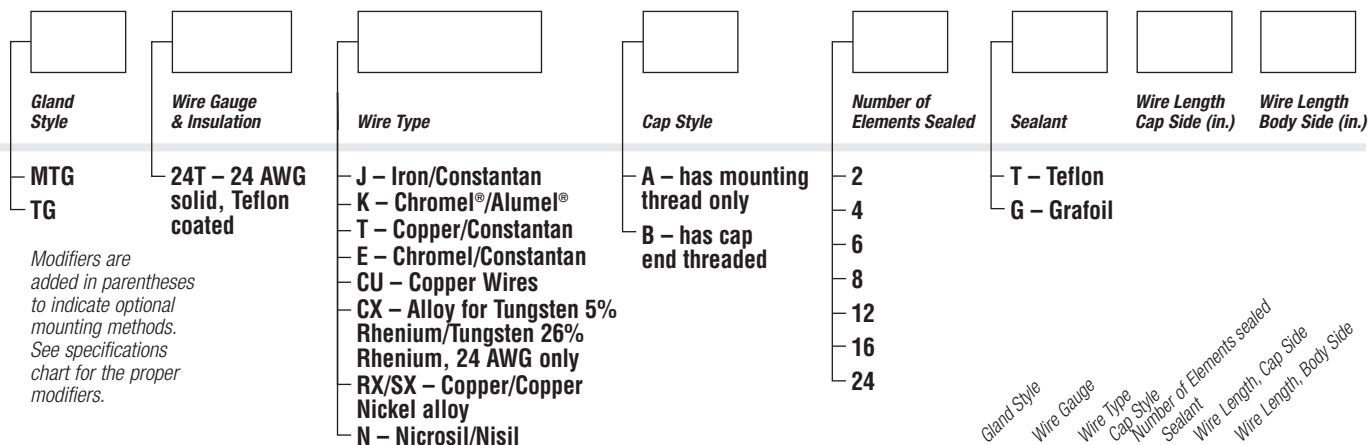 Gland
Style
Wire Gauge
& Insulation
Wire Type
Cap Style
Number of
Elements Sealed
Sealant
Wire Length
Cap Side (in.)
Wire Length
Body Side (in.)
MTG
TG
Modifiers are
added in parentheses
to indicate optional
mounting methods.
See specifications
chart for the proper
modifiers.
24T – 24 AWG
solid, Teflon
coated
J – Iron/Constantan
K – Chromel®/Alumel®
T – Copper/Constantan
E – Chromel/Constantan
CU – Copper Wires
CX – Alloy for Tungsten 5%
Rhenium/Tungsten 26%
Rhenium, 24 AWG only
RX/SX – Copper/Copper
Nickel alloy
N – Nicrosil/Nisil
A – has mounting
thread only
B – has cap
end threaded
2
4
6
8
12
16
24
T – Teflon
G – Grafoil
Gland Style
Wire Gauge
Wire Type
Cap Style
Number of Elements sealed
Sealant
Wire Length, Cap Side
Wire Length, Body Side